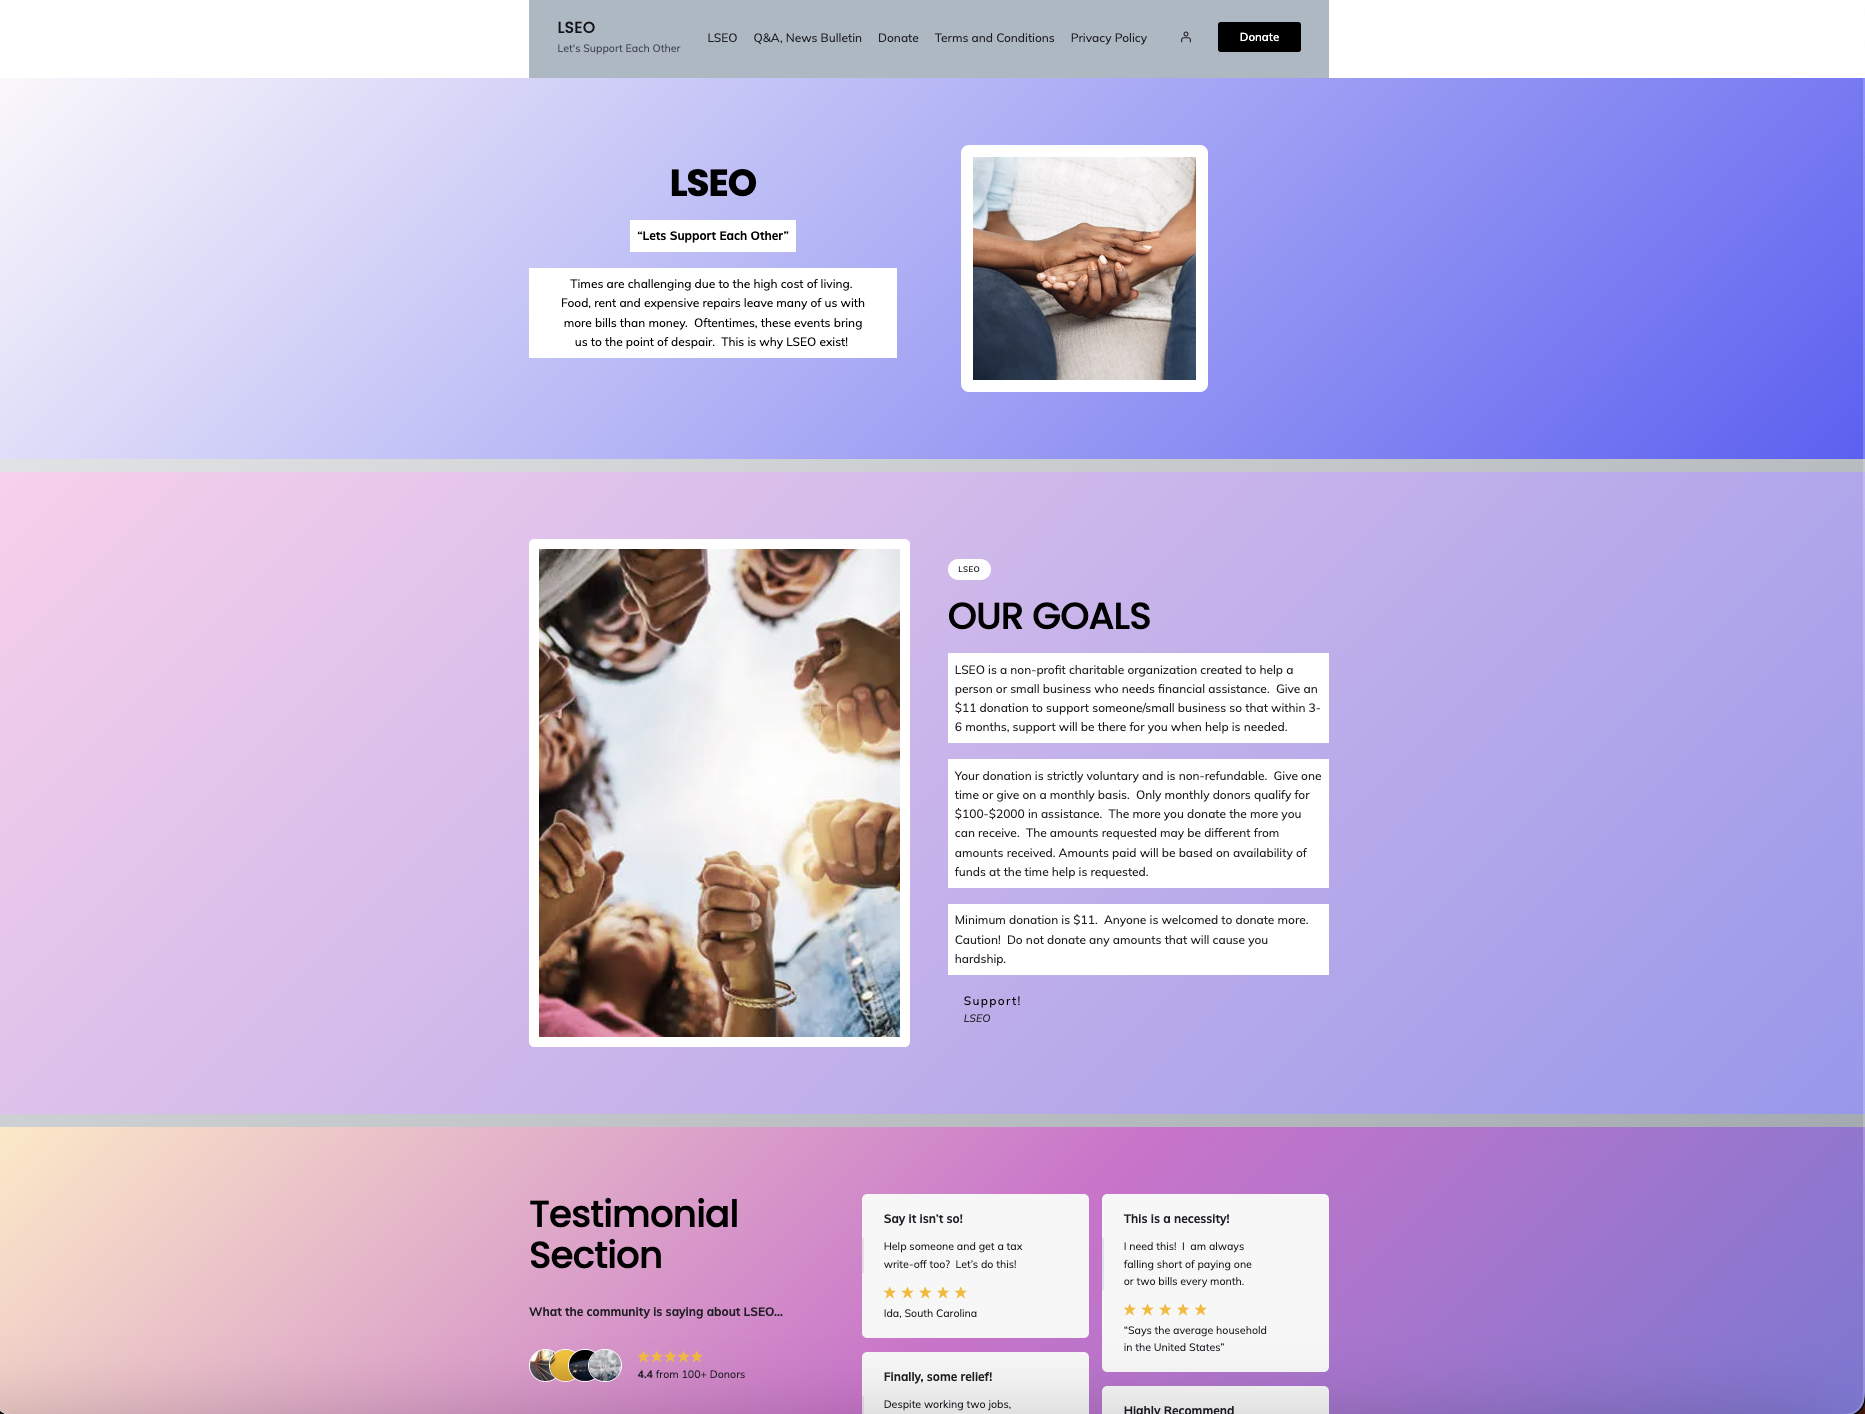 LSEO
Let's Support Each Other
LSEO Q&A, News Bulletin Donate Terms and Conditions Privacy Policy
Donate
LSEO
“Lets Support Each Other”
Times are challenging due to the high cost of living.
Food, rent and expensive repairs leave many of us with
more bills than money. Oftentimes, these events bring
us to the point of despair. This is why LSEO exist!
LSEO
OUR GOALS
LSEO is a non-profit charitable organization created to help a
person or small business who needs financial assistance. Give an
$11 donation to support someone/small business so that within 3-
6 months, support will be there for you when help is needed.
Your donation is strictly voluntary and is non-refundable. Give one
time or give on a monthly basis. Only monthly donors qualify for
$100-$2000 in assistance. The more you donate the more you
can receive. The amounts requested may be different from
amounts received. Amounts paid will be based on availability of
funds at the time help is requested.
Minimum donation is $11. Anyone is welcomed to donate more.
Caution! Do not donate any amounts that will cause you
hardship.
Support!
LSEO
Testimonial
Section
What the community is saying about LSEO...
4.4 from 100+ Donors
Say it isn't so!
Help someone and get a tax
write-off too? Let's do this!
Ida, South Carolina
Finally, some relief!
Despite working two jobs,
This is a necessity!
I need this! I am always
falling short of paying one
or two bills every month.
“Says the average household
in the United States”
Highly Recommend